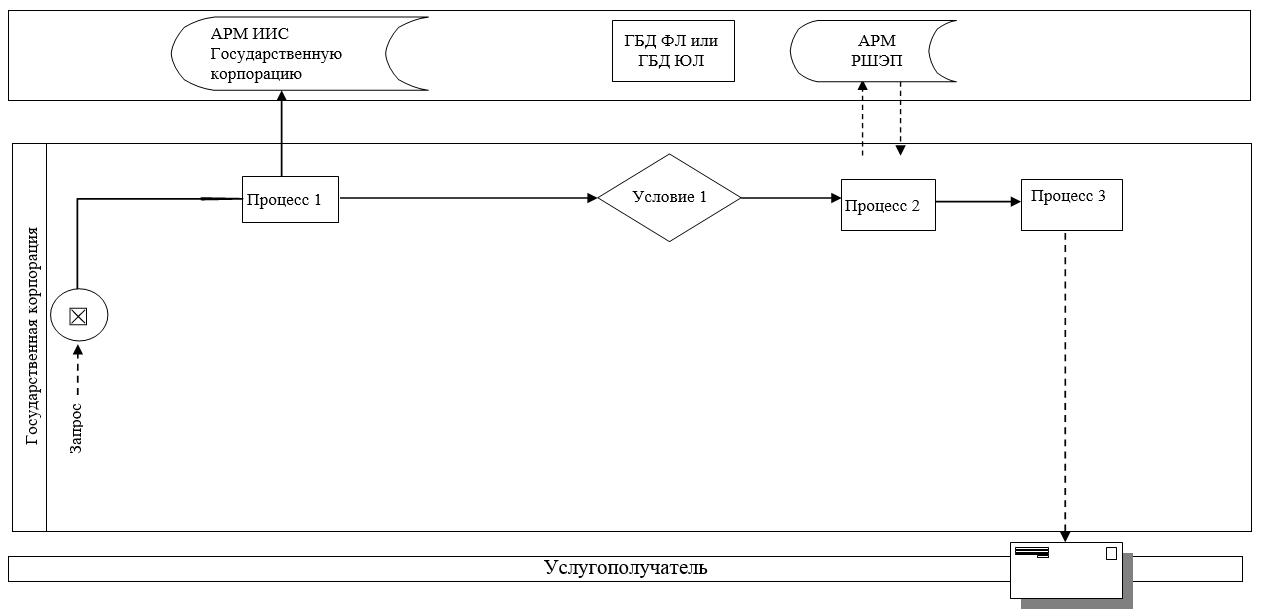 АРМ ИИС
Государственную
корпорацию
ГБД ФЛ или
ГБД ЮЛ
АРМ
РШЭП
Государственная корпорация
Запрос
Процесс 1
Условие 1
Процесс 2
Процесс 3
Услугополучатель